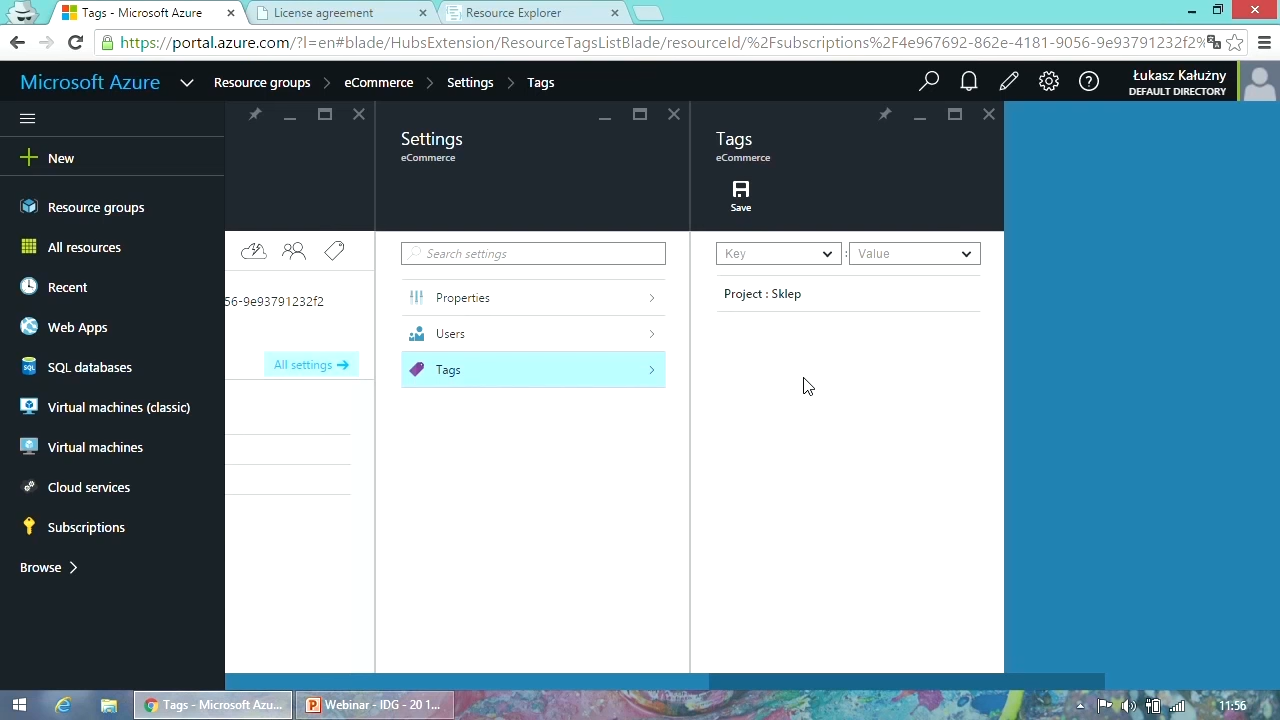 Tags - Microsoft Azure
License agreement
Resource Explorer
https://portal.azure.com/?l=en#blade/HubsExtension/ResourceTagsListBlade/resourceId/%2Fsubscriptions%2F4e967692-862e-4181-9056-9e93791232f2%
Microsoft Azure
Resource groups
eCommerce
Settings
Tags
Łukasz Kałużny
DEFAULT DIRECTORY
New
Resource groups
All resources
Recent
Web Apps
SQL databases
Virtual machines (classic)
Virtual machines
Cloud services
Subscriptions
Browse
56-9e93791232f2
All settings
Settings
eCommerce
Search settings
Properties
Users
Tags
Tags
eCommerce
Save
Key : Value
Project : Sklep
Tags - Microsoft Azu...
Webinar - IDG - 20 1...
11:56